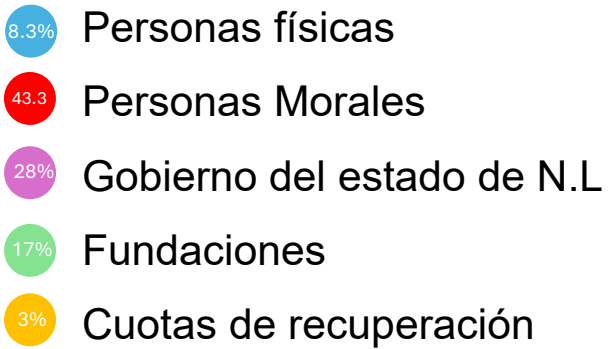 8.3% Personas físicas
43.3 Personas Morales
28% Gobierno del estado de N.L
17% Fundaciones
3% Cuotas de recuperación